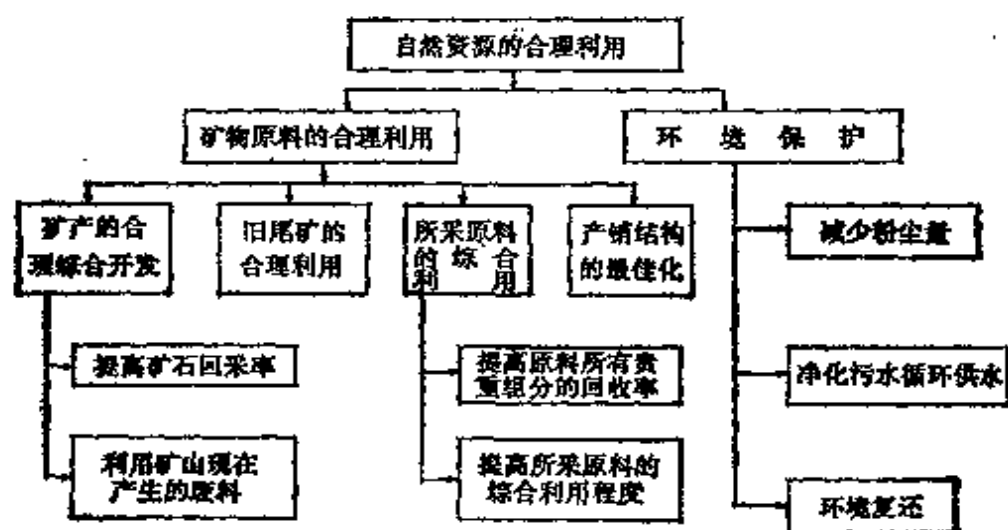 自然资源的合理利用
矿物原料的合理利用
环境保护
矿产的合
理综合开发
旧尾矿的
合理利用
所采原料
的综合
利用
产销结构
的最佳化
减少粉尘量
提高矿石回采率
提高原料所有贵
重组分的回收率
净化污水循环供水
利用矿山现在
产生的废料
提高所采原料的
综合利用程度
环境复还